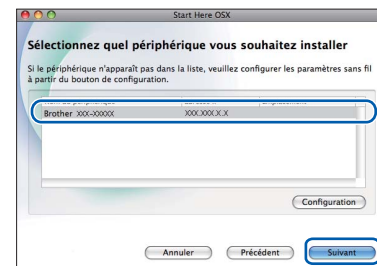 Start Here OSX
Sélectionnez quel périphérique vous souhaitez installer
Si le périphérique n'apparaît pas dans la liste, veuillez configurer les paramètres sans fil
à partir du bouton de configuration.
Brother XXX-XXXXX XXX.XXX.X.X
Configuration
Annuler Précédent Suivant